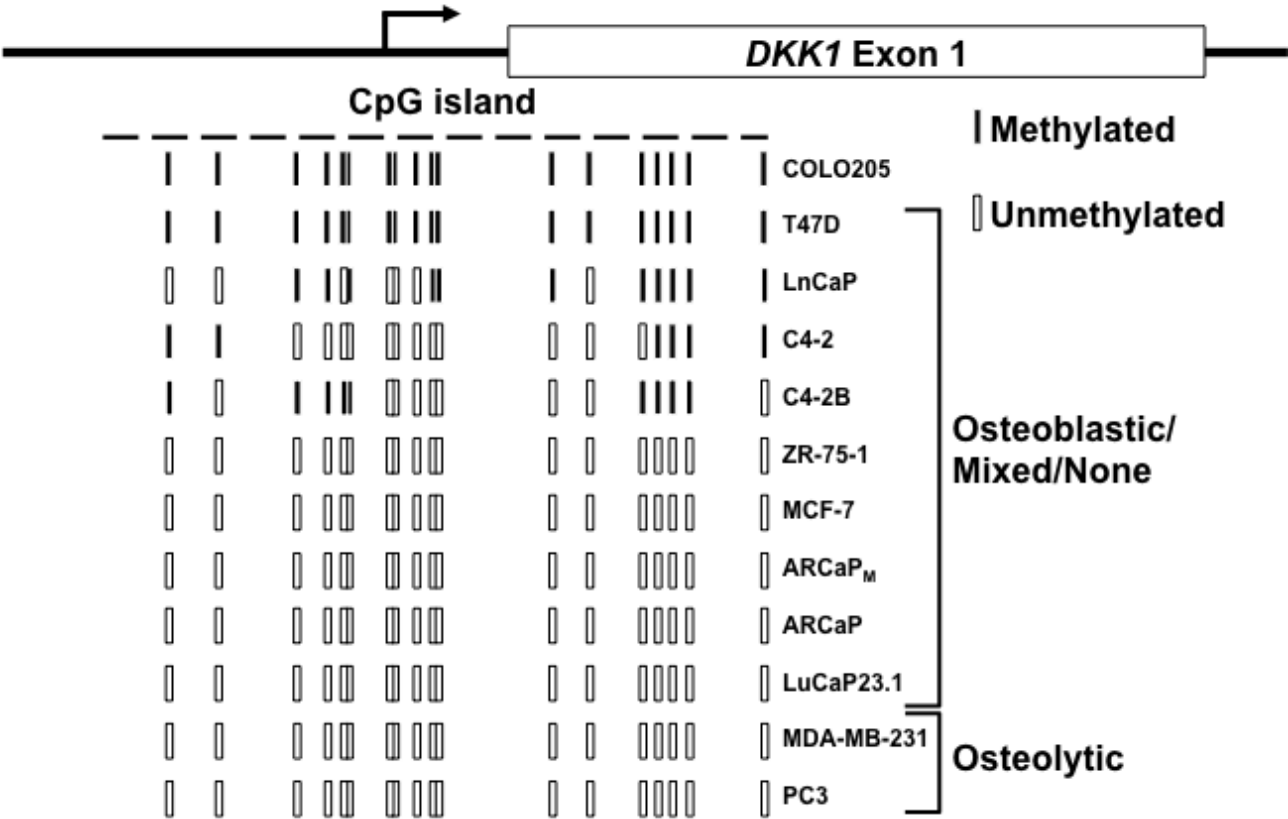 DKK1 Exon 1
CpG island
Methylated
COLO205
Unmethylated
T47D
LnCaP
C4-2
C4-2B
Osteoblastic/
Mixed/None
ZR-75-1
MCF-7
ARCaPM
ARCaP
LuCaP23.1
MDA-MB-231
Osteolytic
PC3